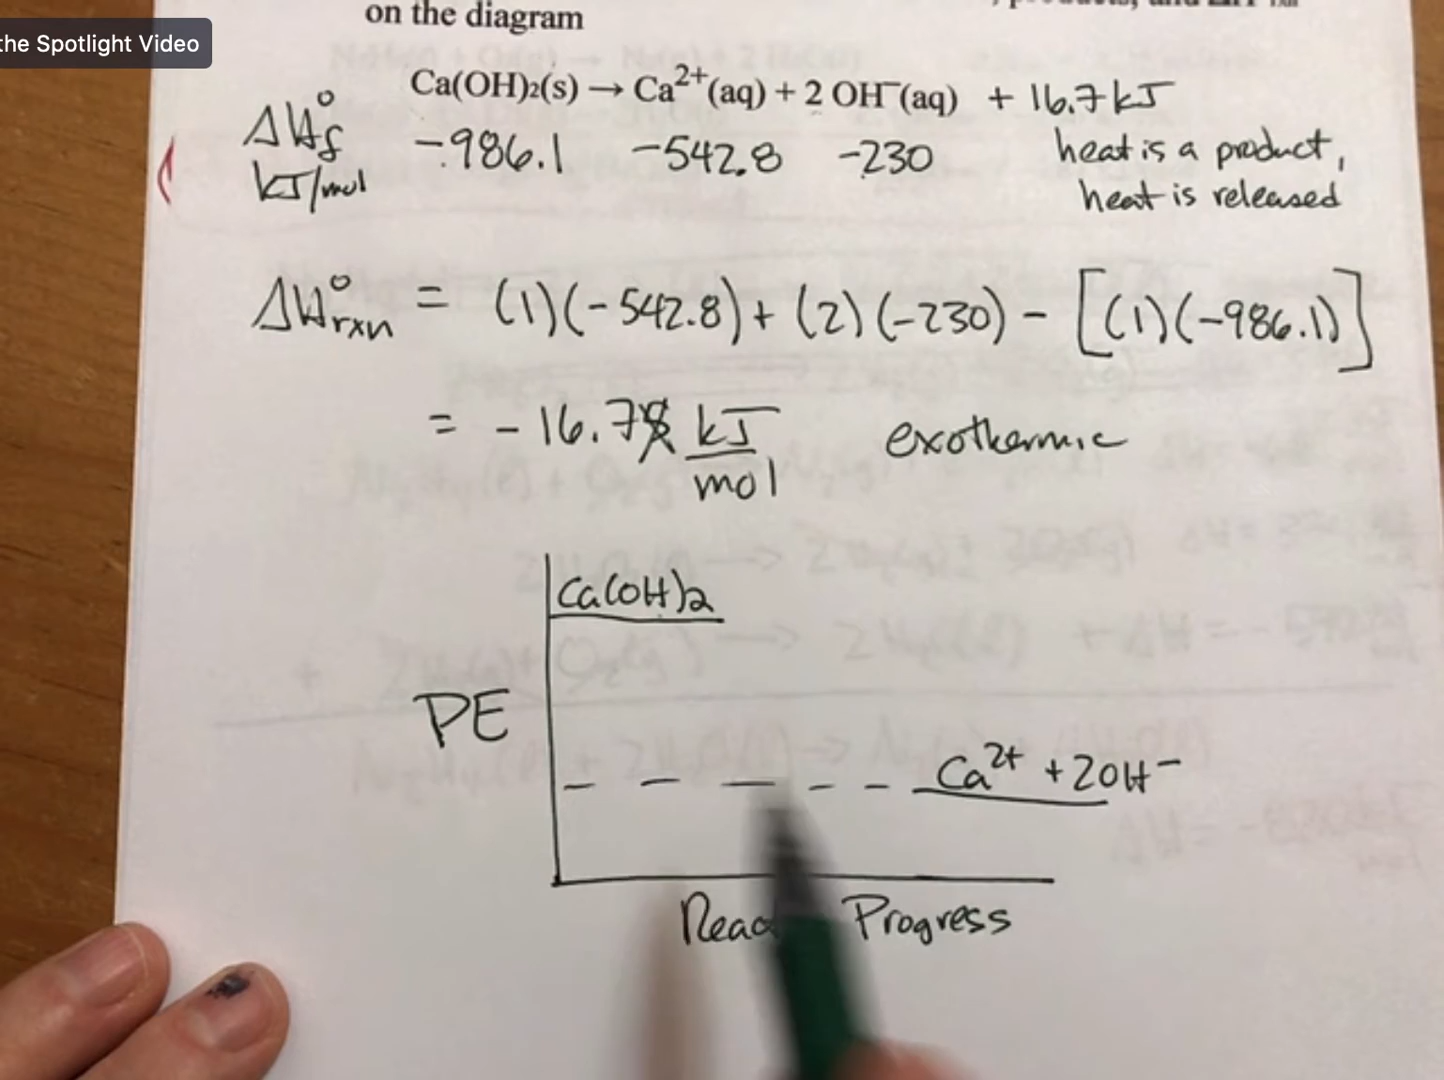 the Spotlight Video
on the diagram
Ca(OH)₂(s) → Ca²⁺(aq) + 2 OH⁻(aq) + 16.7 kJ
ΔH°f -986.1 -542.8 -230 heat is a product,
kJ/mol heat is released
ΔH°rxn = (1)(-542.8) + (2)(-230) - [(1)(-986.1)]
= -16.7 kJ/mol exothermic
Ca(OH)2
PE
Ca²⁺ + 2OH⁻
Progress